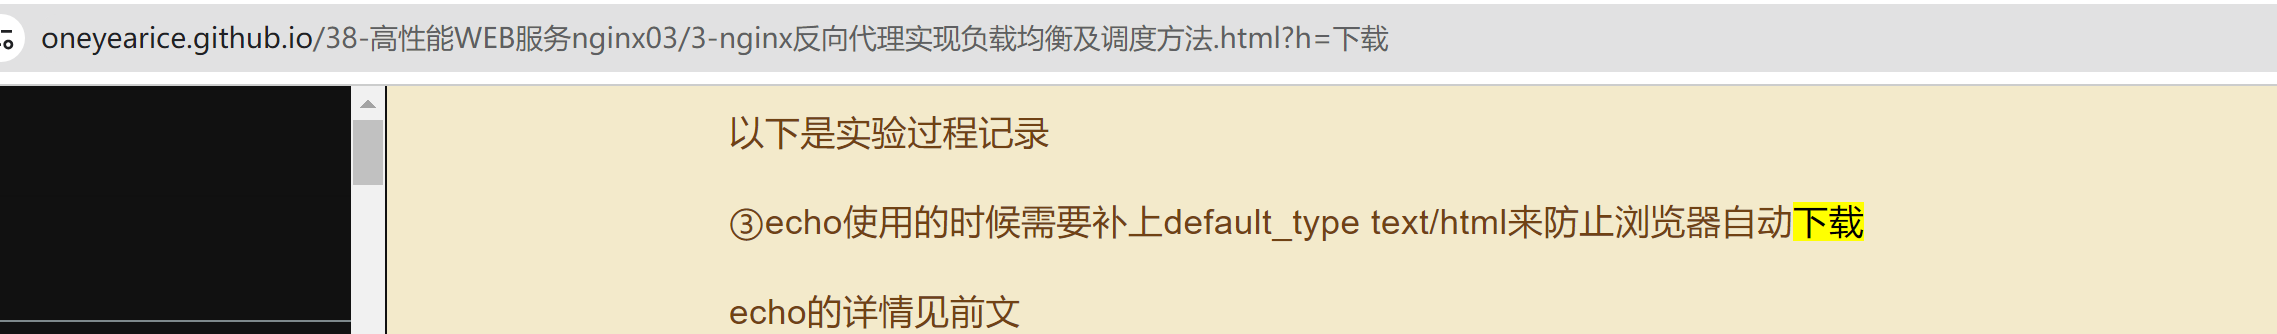 oneyearice.github.io/38-高性能WEB服务nginx03/3-nginx反向代理实现负载均衡及调度方法.html?h=下载
以下是实验过程记录
③echo使用的时候需要补上default_type text/html来防止浏览器自动下载
echo的详情见前文